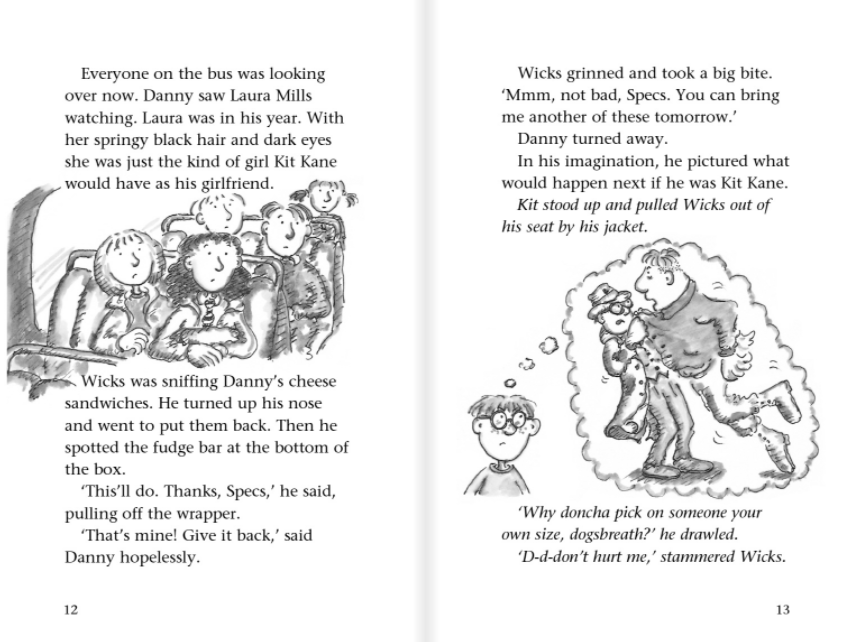 Everyone on the bus was looking
over now. Danny saw Laura Mills
watching. Laura was in his year. With
her springy black hair and dark eyes
she was just the kind of girl Kit Kane
would have as his girlfriend.
Wicks was sniffing Danny’s cheese
sandwiches. He turned up his nose
and went to put them back. Then he
spotted the fudge bar at the bottom of
the box.
‘This’ll do. Thanks, Specs,’ he said,
pulling off the wrapper.
‘That’s mine! Give it back,’ said
Danny hopelessly.
12
Wicks grinned and took a big bite.
‘Mmm, not bad, Specs. You can bring
me another of these tomorrow.’
Danny turned away.
In his imagination, he pictured what
would happen next if he was Kit Kane.
Kit stood up and pulled Wicks out of
his seat by his jacket.
‘Why doncha pick on someone your
own size, dogsbreath?’ he drawled.
‘D-d-don’t hurt me,’ stammered Wicks.
13